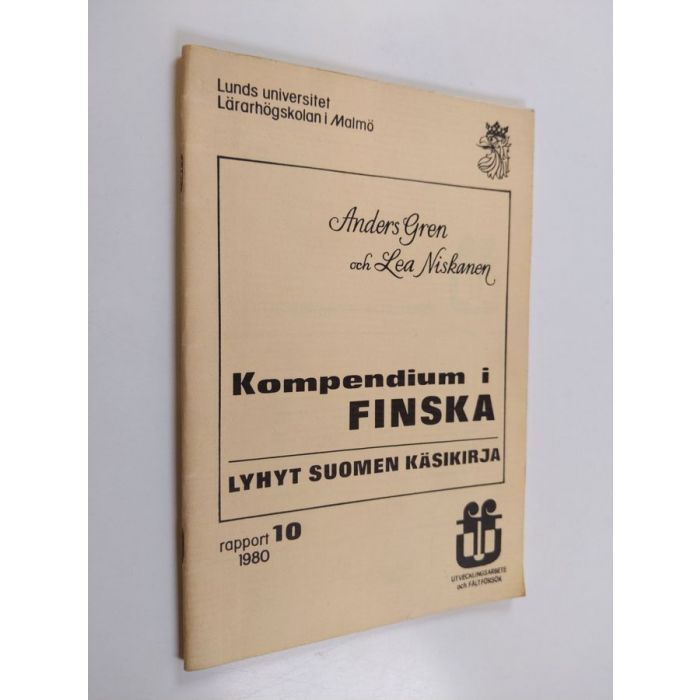 Lunds universitet
Lärarhögskolan i Malmö
Anders Gren
och Lea Niskanen
Kompendium i
FINSKA
LYHYT SUOMEN KÄSIKIRJA
rapport 10
1980
UTVECKLINGSARBETE
och FÄLTFÖRSÖK